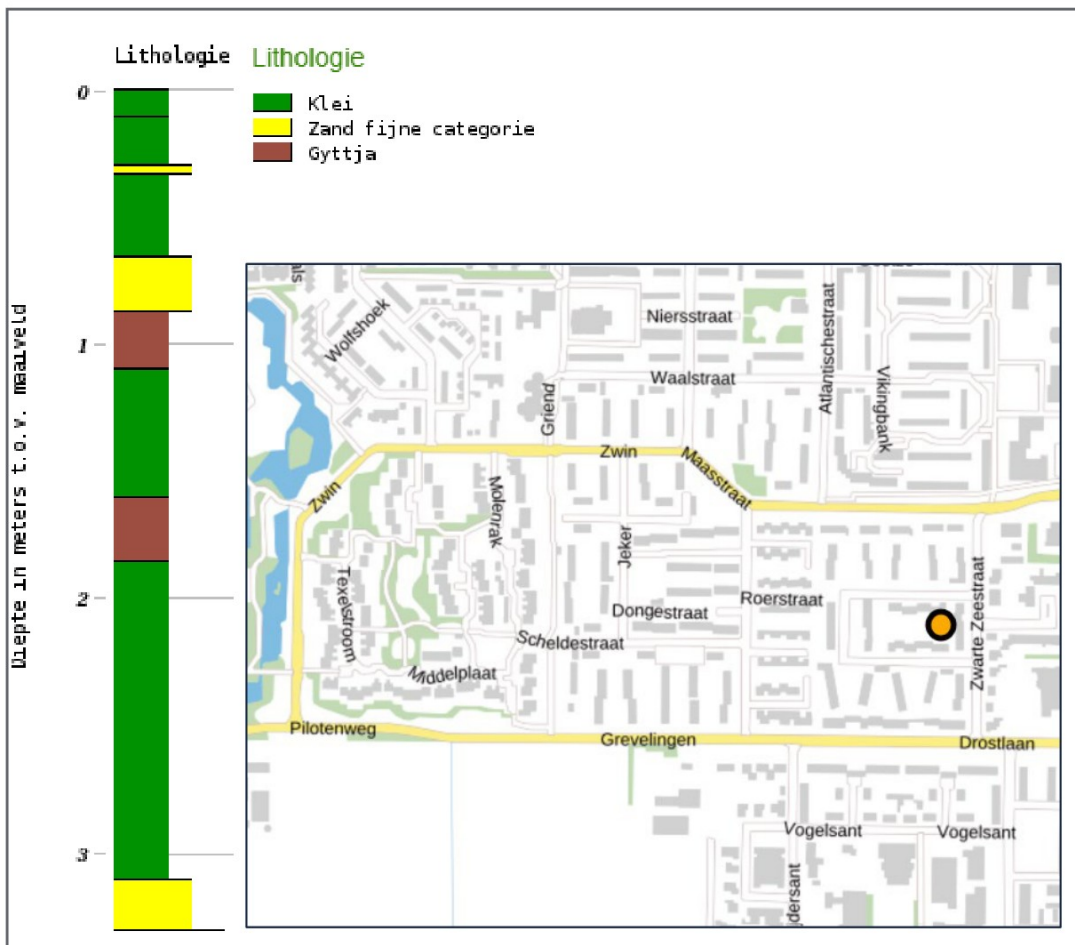 Lithologie
Lithologie
Klei
Zand fijne categorie
Gyttja
Diepte in meters t.o.v. maaiveld
0
1
2
3
Wolfshoek
Niersstraat
Waalstraat
Atlantischestraat
Vikingbank
Griend
Zwin
Maasstraat
Zwin
Molenrak
Jeker
Texelstroom
Dongestraat
Roerstraat
Scheldestraat
Zwarte Zeestraat
Middelplaat
Pilotenweg
Grevelingen
Drostlaan
Vogelsant
Vogelsant